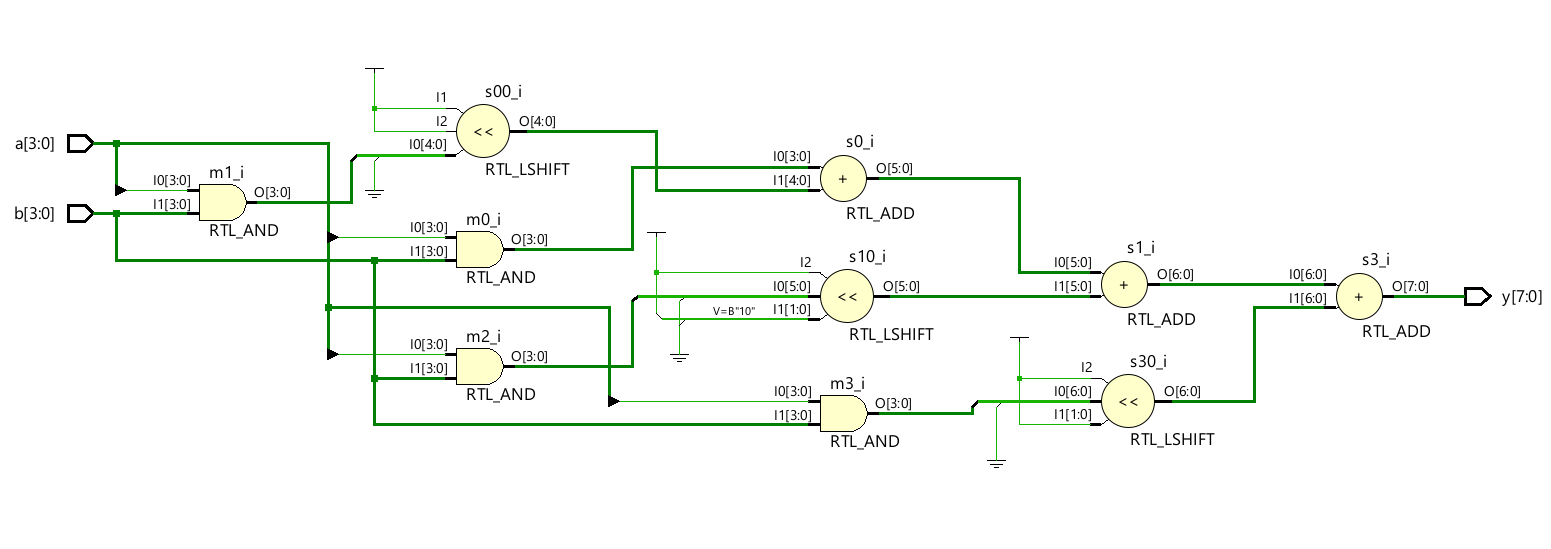 s00_i
I1
I2
<<
O[4:0]
I0[4:0]
RTL_LSHIFT
a[3:0]
m1_i
I0[3:0]
O[3:0]
b[3:0]
I1[3:0]
RTL_AND
s0_i
I0[3:0]
O[5:0]
+
I1[4:0]
RTL_ADD
m0_i
I0[3:0]
O[3:0]
I1[3:0]
RTL_AND
s10_i
I2
I0[5:0]
O[5:0]
<<
V=B"10"
I1[1:0]
RTL_LSHIFT
s1_i
I0[5:0]
O[6:0]
+
I1[5:0]
RTL_ADD
s3_i
I0[6:0]
O[7:0]
+
I1[6:0]
RTL_ADD
y[7:0]
m2_i
I0[3:0]
O[3:0]
I1[3:0]
RTL_AND
m3_i
I0[3:0]
O[3:0]
I1[3:0]
RTL_AND
s30_i
I2
I0[6:0]
O[6:0]
<<
I1[1:0]
RTL_LSHIFT